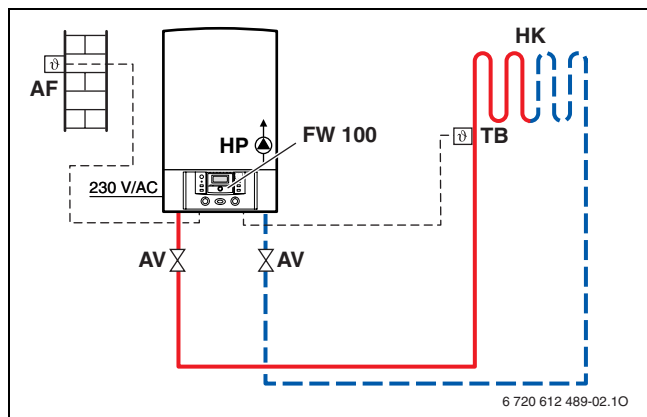 HK
ϑ
AF
HP
FW 100
ϑ
TB
230 V/AC
AV
AV
6 720 612 489-02.1O